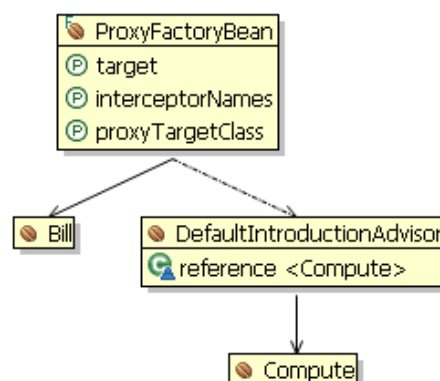 ProxyFactoryBean
target
interceptorNames
proxyTargetClass
Bill
DefaultIntroductionAdvisor
reference <Compute>
Compute